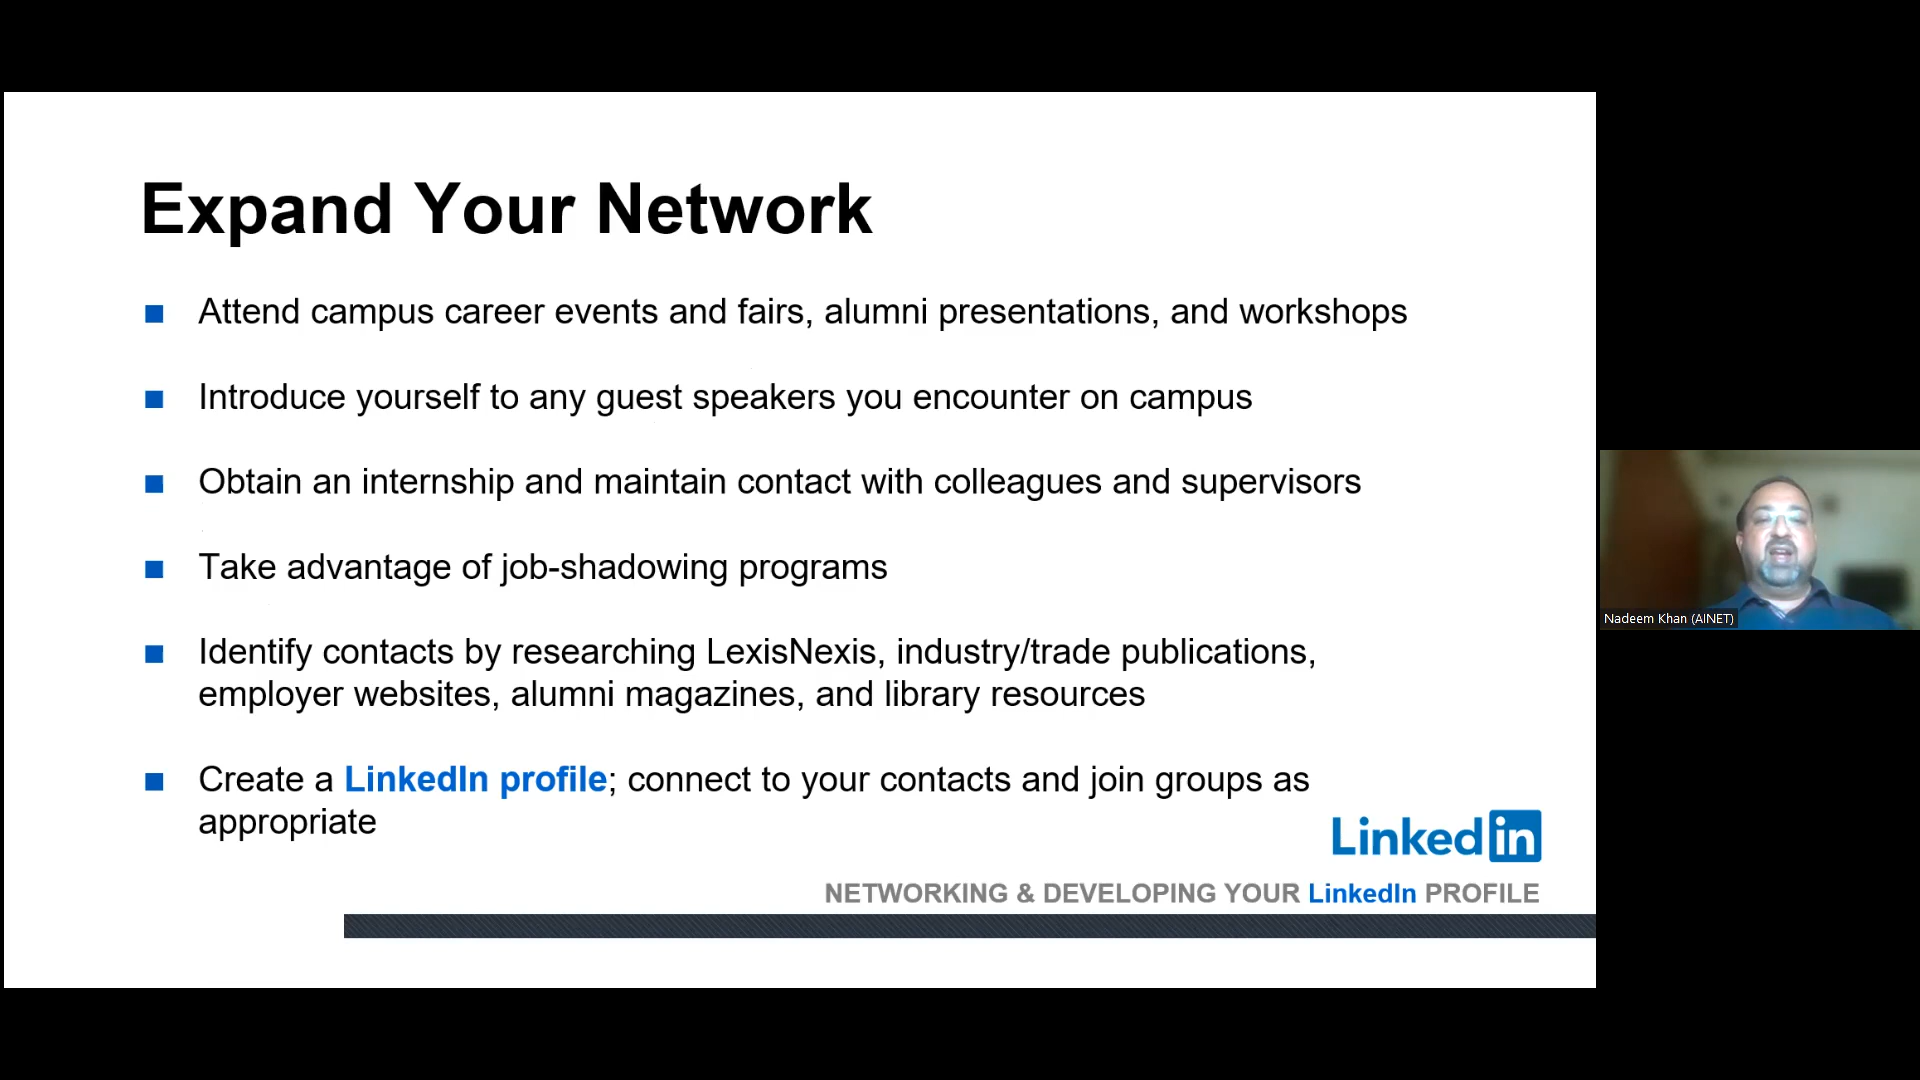 Expand Your Network
Attend campus career events and fairs, alumni presentations, and workshops
Introduce yourself to any guest speakers you encounter on campus
Obtain an internship and maintain contact with colleagues and supervisors
Take advantage of job-shadowing programs
Identify contacts by researching LexisNexis, industry/trade publications,
employer websites, alumni magazines, and library resources
Create a LinkedIn profile; connect to your contacts and join groups as
appropriate
Linkedin
NETWORKING & DEVELOPING YOUR LinkedIn PROFILE
Nadeem Khan (AINET)